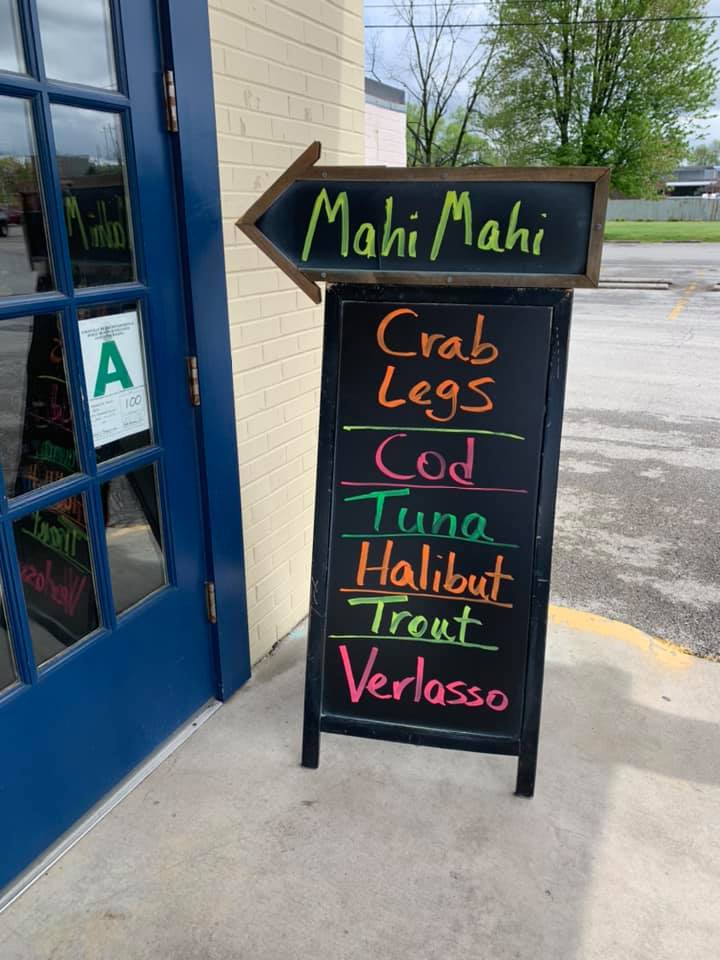 Mahi Mahi
Crab
Legs
Cod
Tuna
Halibut
Trout
Verlasso
A
100